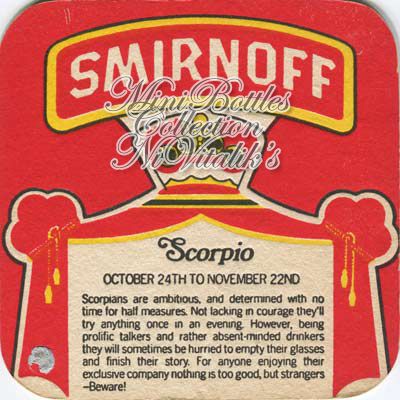 SMIRNOFF
Mini Bottles
Collection
NiVitalik's
Scorpio
OCTOBER 24TH TO NOVEMBER 22ND
Scorpians are ambitious, and determined with no
time for half measures. Not lacking in courage they'll
try anything once in an evening. However, being
prolific talkers and rather absent-minded drinkers
they will sometimes be hurried to empty their glasses
and finish their story. For anyone enjoying their
exclusive company nothing is too good, but strangers
–Beware!